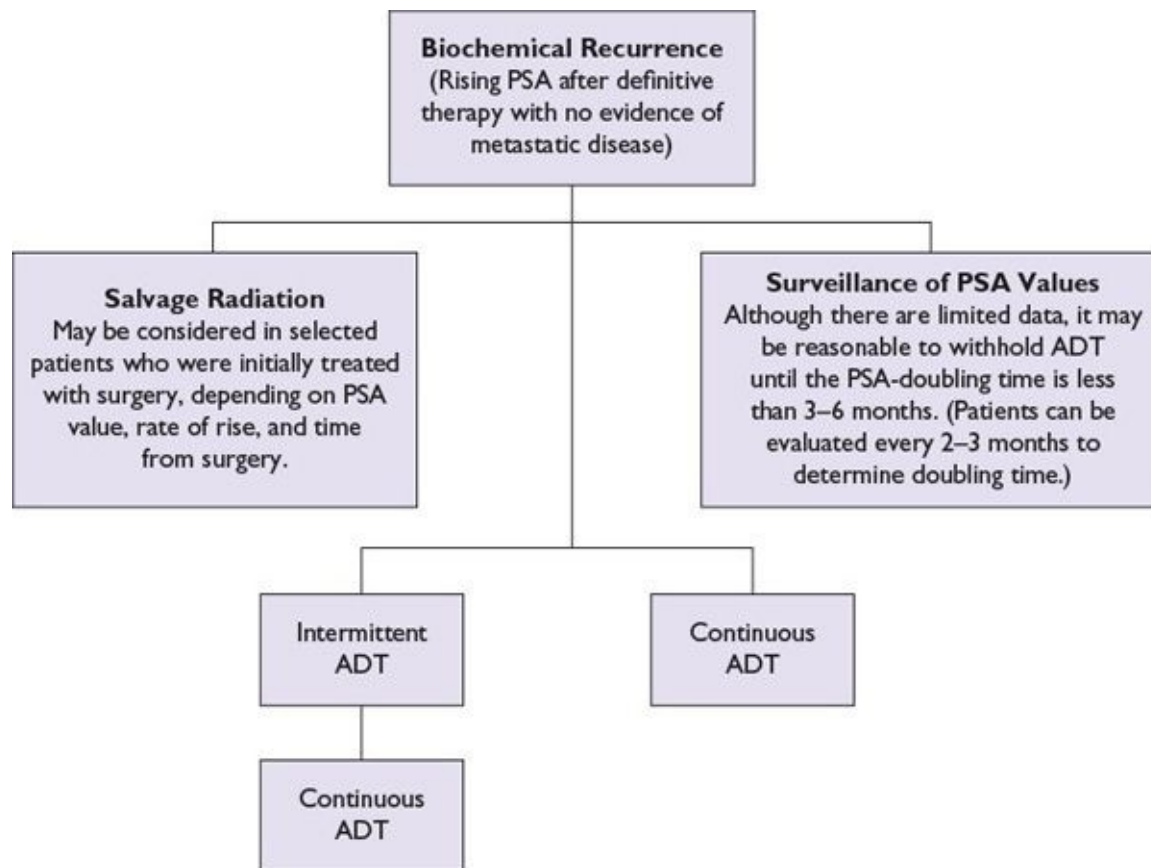 Biochemical Recurrence
(Rising PSA after definitive
therapy with no evidence of
metastatic disease)
Salvage Radiation
May be considered in selected
patients who were initially treated
with surgery, depending on PSA
value, rate of rise, and time
from surgery.
Surveillance of PSA Values
Although there are limited data, it may
be reasonable to withhold ADT
until the PSA-doubling time is less
than 3–6 months. (Patients can be
evaluated every 2–3 months to
determine doubling time.)
Intermittent
ADT
Continuous
ADT
Continuous
ADT